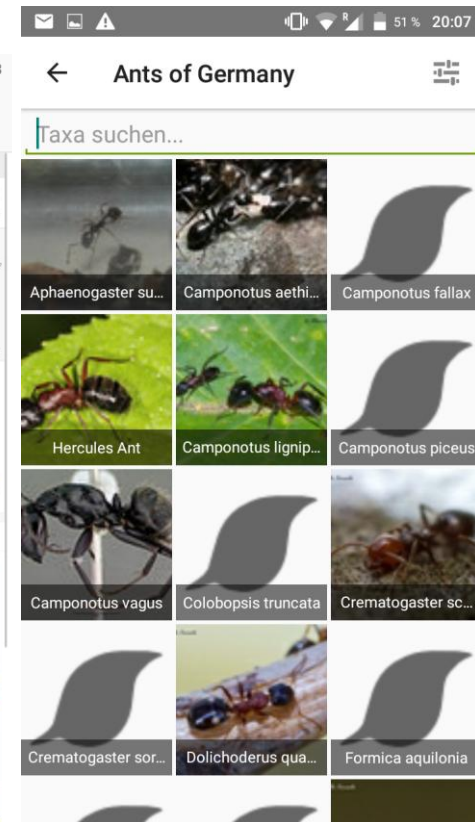 R 51 % 20:07
Ants of Germany
Taxa suchen...
Aphaenogaster su...
Camponotus aethi...
Camponotus fallax
Hercules Ant
Camponotus lignip...
Camponotus piceus
Camponotus vagus
Colobopsis truncata
Crematogaster sc...
Crematogaster sor...
Dolichoderus qua...
Formica aquilonia